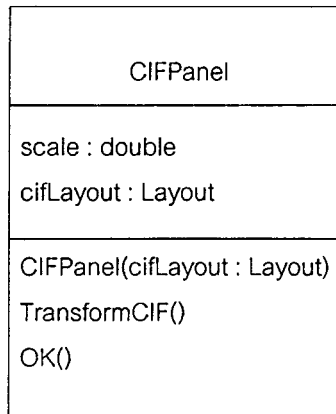 CIFPanel
scale : double
cifLayout : Layout
CIFPanel(cifLayout : Layout)
TransformCIF()
OK()